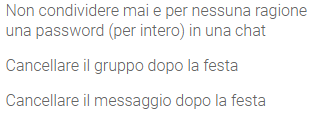 Non condividere mai e per nessuna ragione
una password (per intero) in una chat
Cancellare il gruppo dopo la festa
Cancellare il messaggio dopo la festa